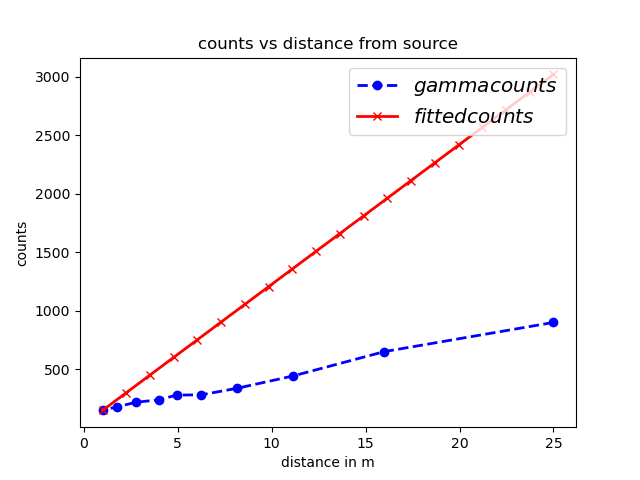 counts vs distance from source
gammacounts
fittedcounts
3000
2500
2000
1500
1000
500
counts
0 5 10 15 20 25
distance in m